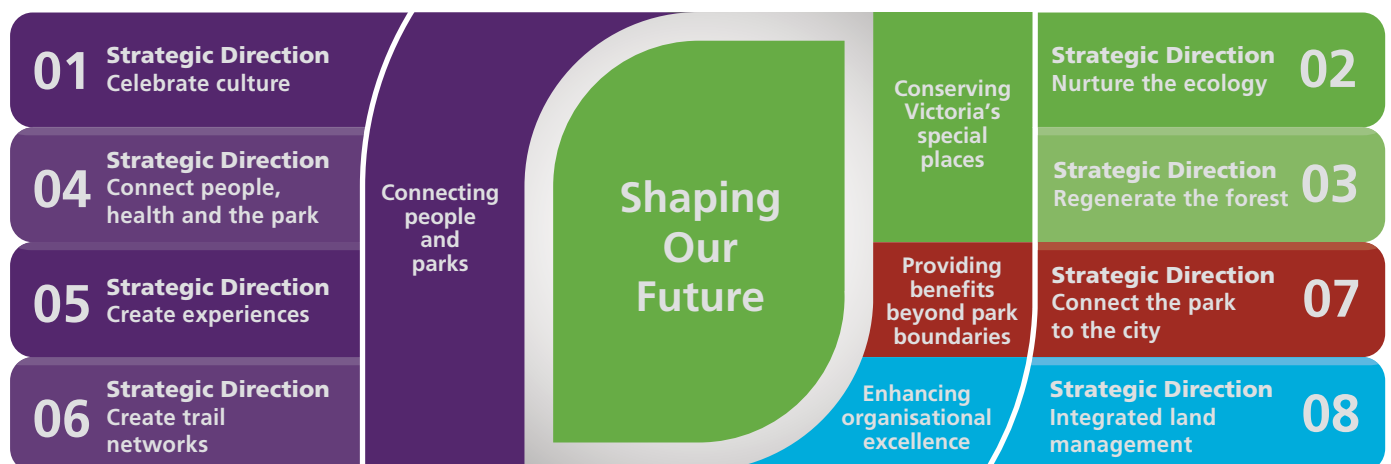 01
Strategic Direction
Celebrate culture
04
Strategic Direction
Connect people,
health and the park
05
Strategic Direction
Create experiences
06
Strategic Direction
Create trail
networks
Connecting
people
and
parks
Shaping
Our
Future
Conserving
Victoria’s
special
places
Providing
benefits
beyond park
boundaries
Enhancing
organisational
excellence
Strategic Direction
Nurture the ecology
02
Strategic Direction
Regenerate the forest
03
Strategic Direction
Connect the park
to the city
07
Strategic Direction
Integrated land
management
08